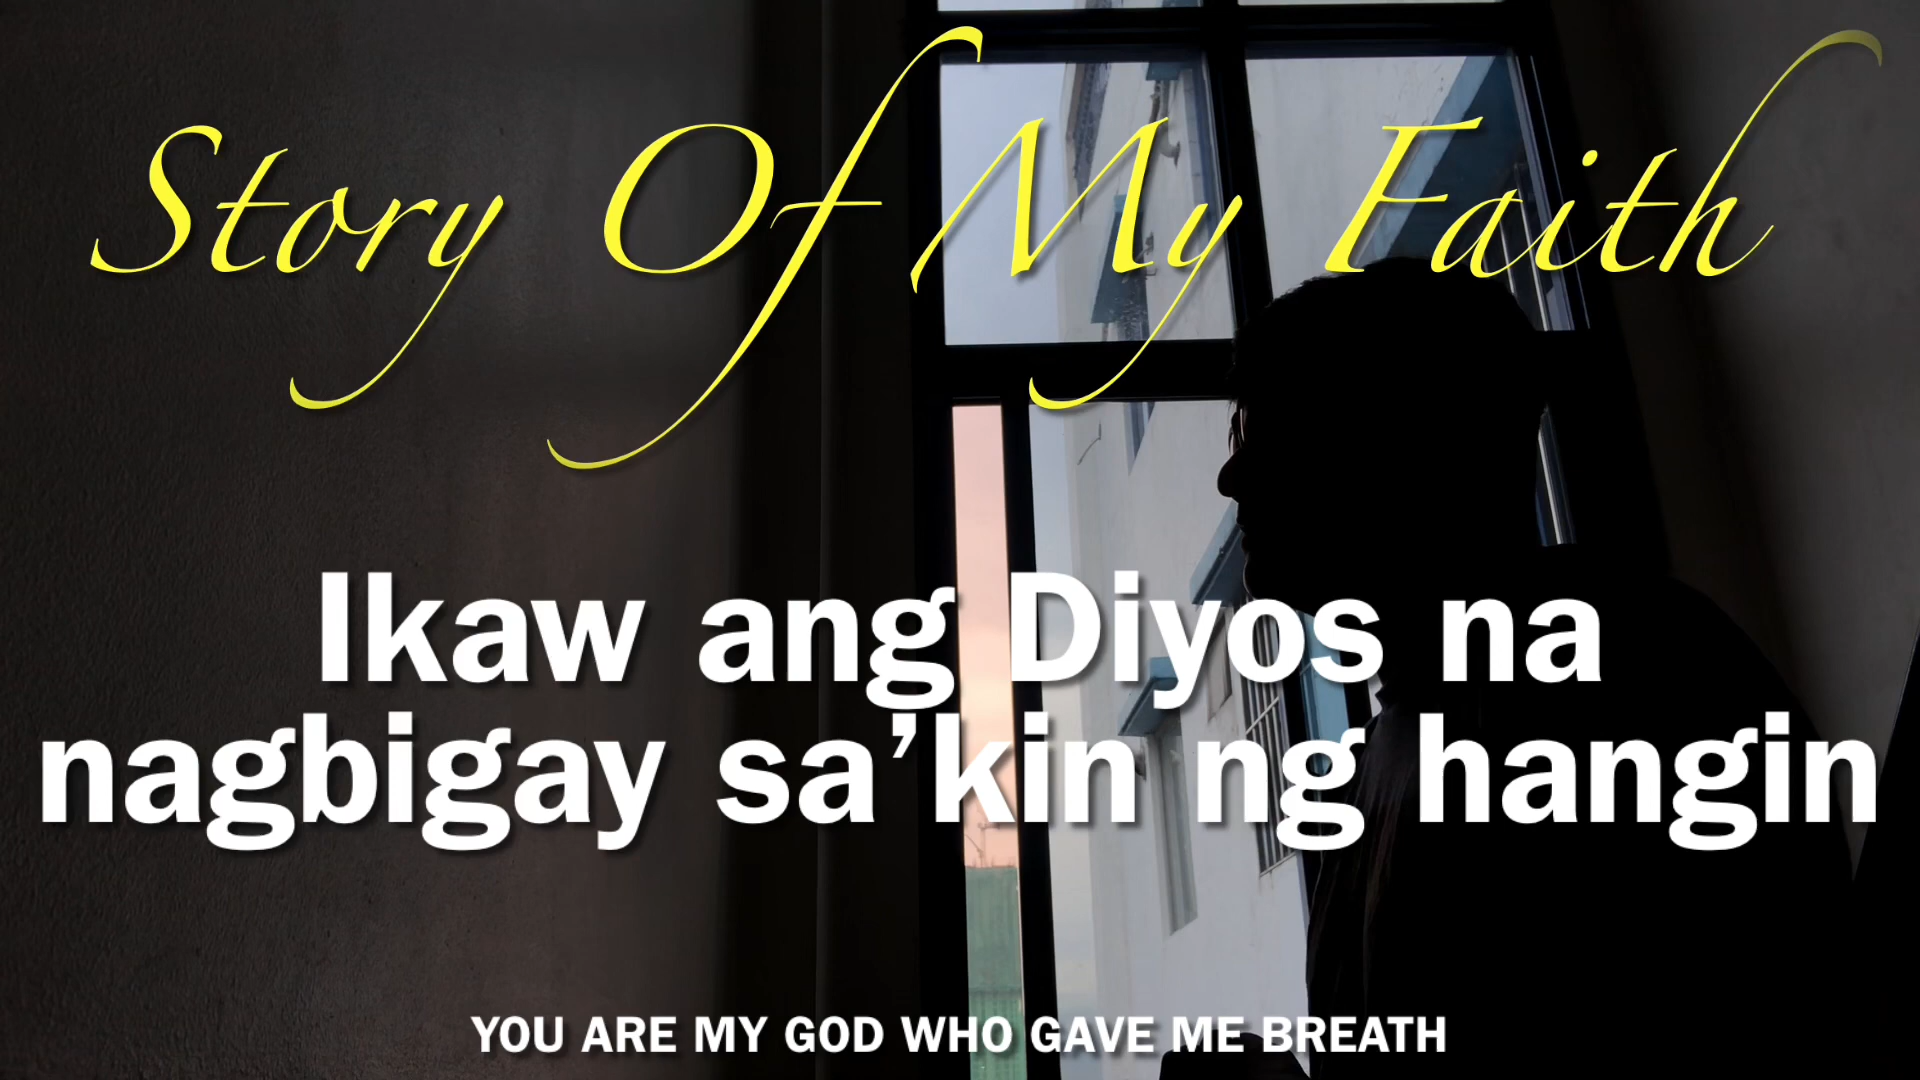 Story Of My Faith
Ikaw ang Diyos na
nagbigay sa’kin ng hangin
YOU ARE MY GOD WHO GAVE ME BREATH